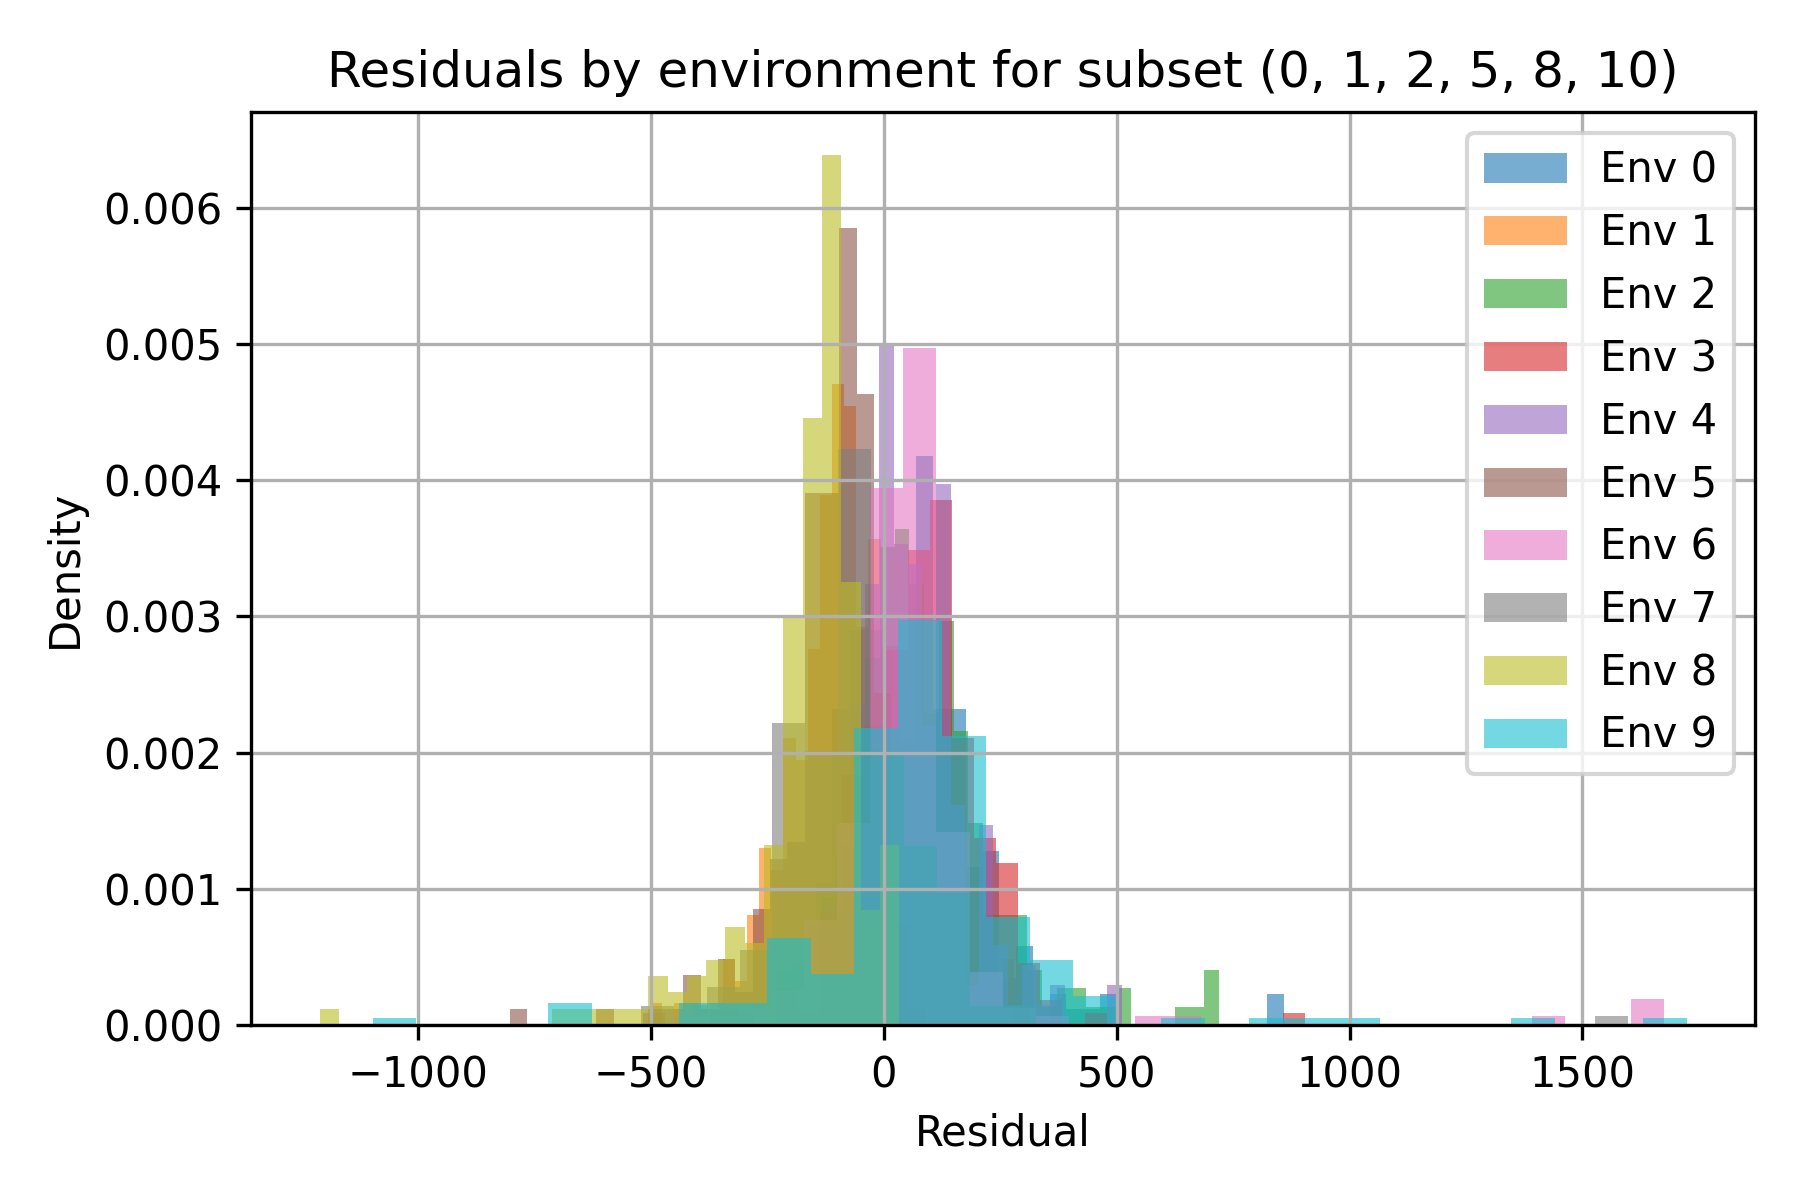 Residuals by environment for subset (0, 1, 2, 5, 8, 10)
Density
0.006
0.005
0.004
0.003
0.002
0.001
0.000
Env 0
Env 1
Env 2
Env 3
Env 4
Env 5
Env 6
Env 7
Env 8
Env 9
−1000 −500 0 500 1000 1500
Residual